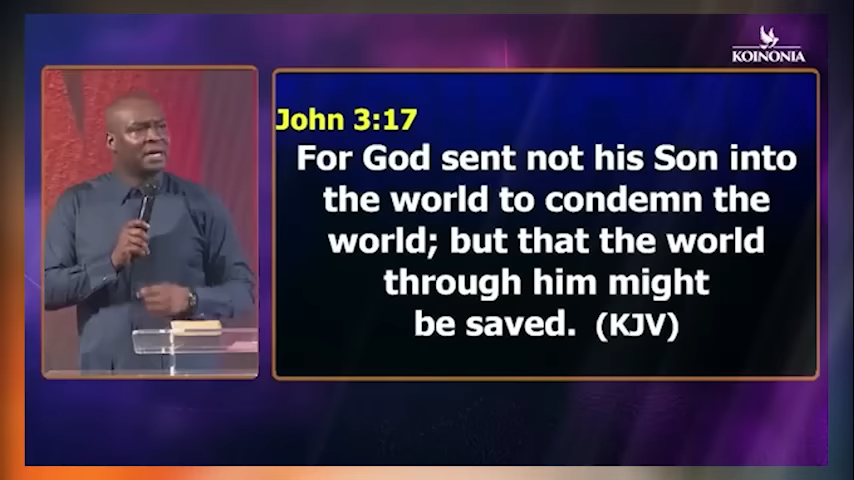 KOINONIA
John 3:17
For God sent not his Son into
the world to condemn the
world; but that the world
through him might
be saved. (KJV)